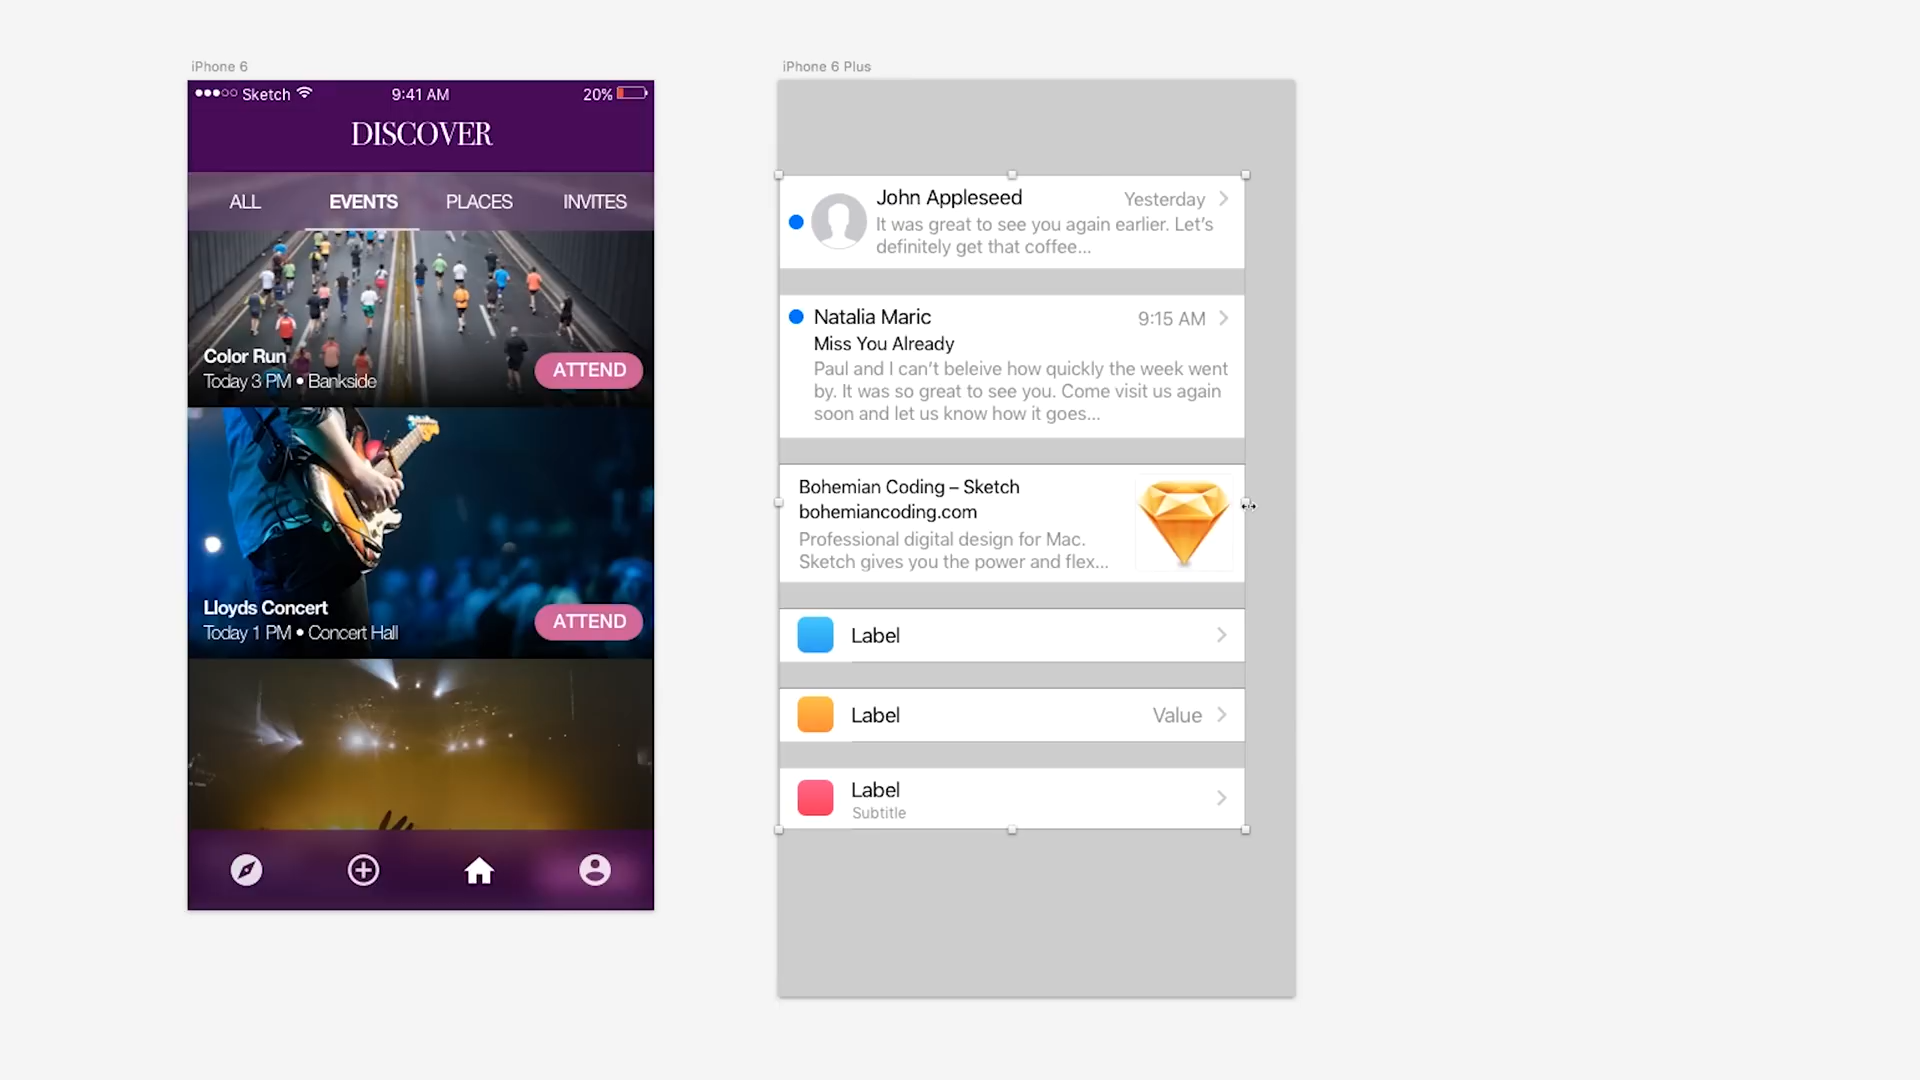 iPhone 6
Sketch 9:41 AM 20%
DISCOVER
ALL EVENTS PLACES INVITES
Color Run
Today 3 PM • Bankside
ATTEND
Lloyds Concert
Today 1 PM • Concert Hall
ATTEND
iPhone 6 Plus
John Appleseed Yesterday
It was great to see you again earlier. Let’s
definitely get that coffee...
Natalia Maric 9:15 AM
Miss You Already
Paul and I can’t beleive how quickly the week went
by. It was so great to see you. Come visit us again
soon and let us know how it goes...
Bohemian Coding – Sketch
bohemiancoding.com
Professional digital design for Mac.
Sketch gives you the power and flex...
Label
Label Value
Label
Subtitle